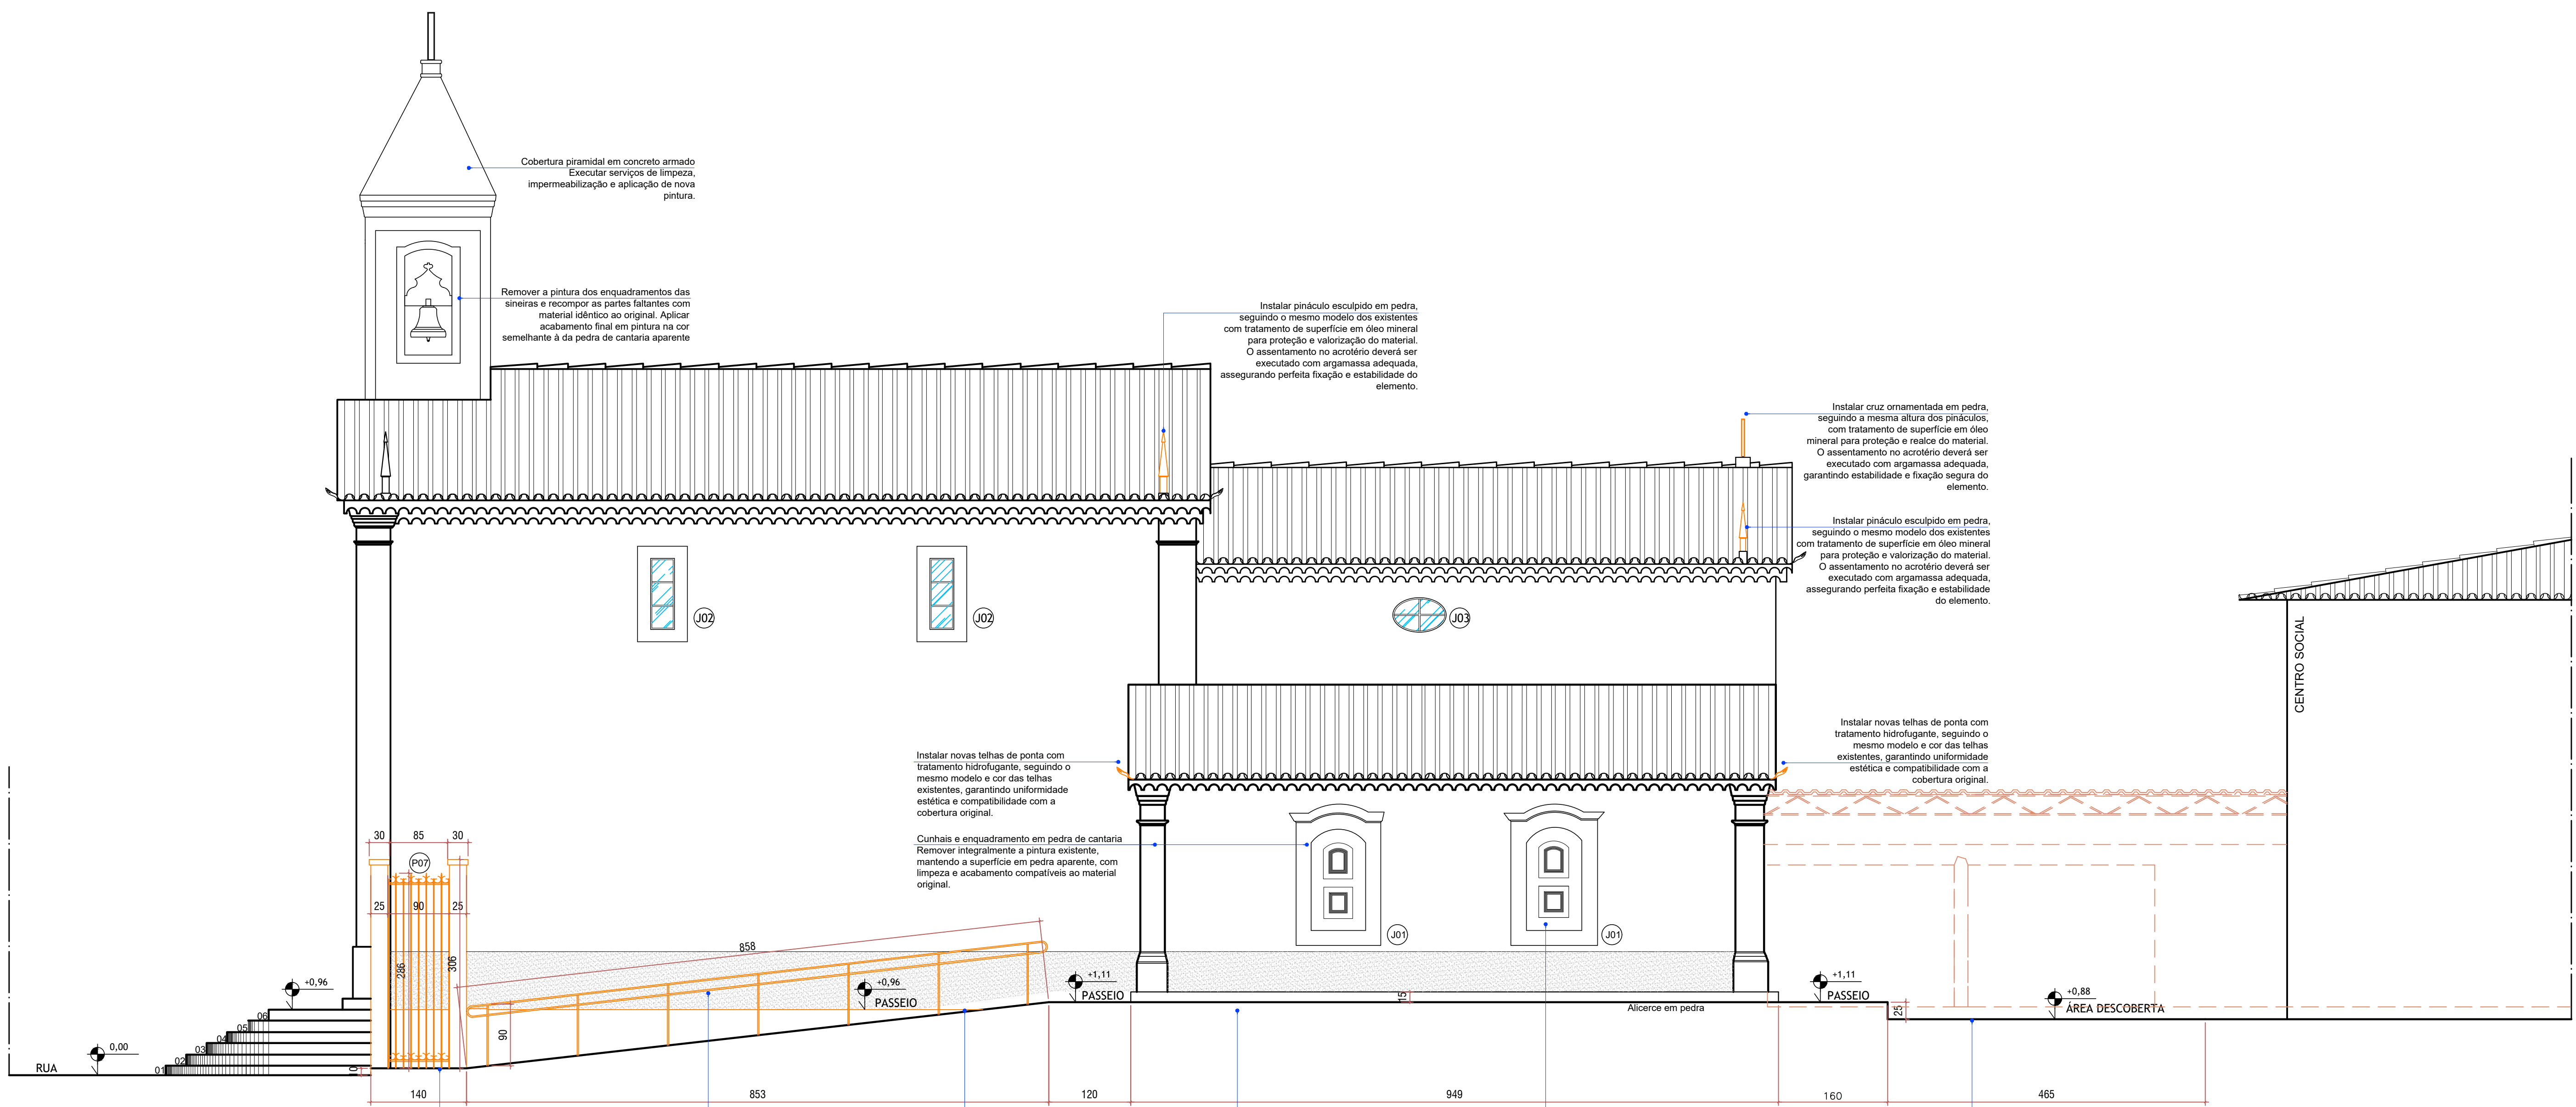 Cobertura piramidal em concreto armado
Executar serviços de limpeza,
impermeabilização e aplicação de nova
pintura.
Remover a pintura dos enquadramentos das
sineiras e recompor as partes faltantes com
material idêntico ao original. Aplicar
acabamento final em pintura na cor
semelhante à da pedra de cantaria aparente
Instalar pináculo esculpido em pedra,
seguindo o mesmo modelo dos existentes
com tratamento de superfície em óleo mineral
para proteção e valorização do material.
O assentamento no acrotério deverá ser
executado com argamassa adequada,
assegurando perfeita fixação e estabilidade do
elemento.
Instalar cruz ornamentada em pedra,
seguindo a mesma altura dos pináculos,
com tratamento de superfície em óleo
mineral para proteção e realce do material.
O assentamento no acrotério deverá ser
executado com argamassa adequada,
garantindo estabilidade e fixação segura do
elemento.
Instalar pináculo esculpido em pedra,
seguindo o mesmo modelo dos existentes
com tratamento de superfície em óleo mineral
para proteção e valorização do material.
O assentamento no acrotério deverá ser
executado com argamassa adequada,
assegurando perfeita fixação e estabilidade
do elemento.
J02
J02
J03
CENTRO SOCIAL
Instalar novas telhas de ponta com
tratamento hidrofugante, seguindo o
mesmo modelo e cor das telhas
existentes, garantindo uniformidade
estética e compatibilidade com a
cobertura original.
Instalar novas telhas de ponta com
tratamento hidrofugante, seguindo o
mesmo modelo e cor das telhas
existentes, garantindo uniformidade
estética e compatibilidade com a
cobertura original.
Cunhais e enquadramento em pedra de cantaria
Remover integralmente a pintura existente,
mantendo a superfície em pedra aparente, com
limpeza e acabamento compatíveis ao material
original.
30 85 30
P07
25 90 25
286
306
858
90
J01
J01
+0,96
+0,96
PASSEIO
+1,11
PASSEIO
15
Alicerce em pedra
+1,11
PASSEIO
25
+0,88
ÁREA DESCOBERTA
0,00
RUA
01
02
03
04
05
06
10
140 853 120 949 160 465